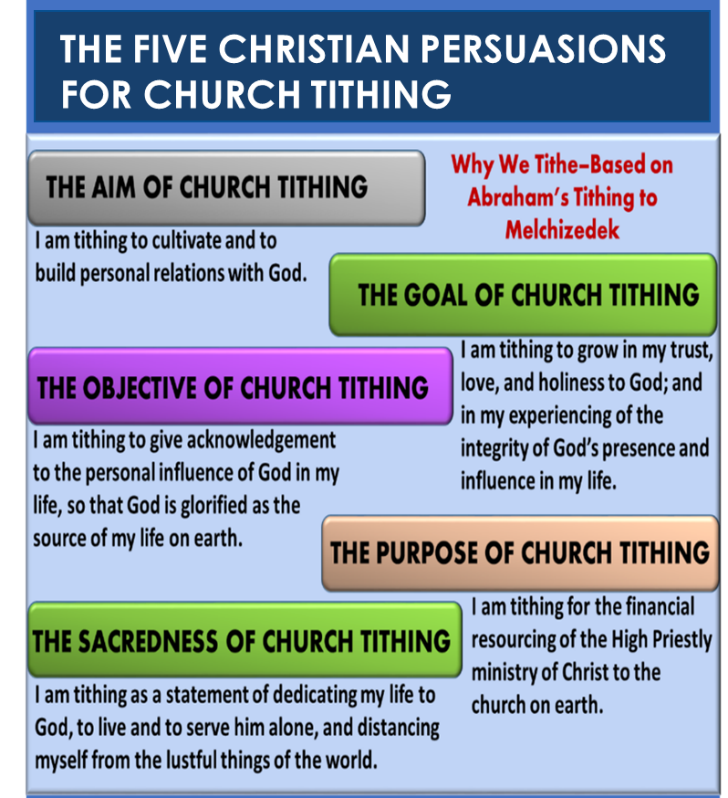 THE FIVE CHRISTIAN PERSUASIONS
FOR CHURCH TITHING
Why We Tithe–Based on
Abraham's Tithing to
Melchizedek
THE AIM OF CHURCH TITHING
I am tithing to cultivate and to
build personal relations with God.
THE GOAL OF CHURCH TITHING
I am tithing to grow in my trust,
love, and holiness to God; and
in my experiencing of the
integrity of God's presence and
influence in my life.
THE OBJECTIVE OF CHURCH TITHING
I am tithing to give acknowledgement
to the personal influence of God in my
life, so that God is glorified as the
source of my life on earth.
THE PURPOSE OF CHURCH TITHING
I am tithing for the financial
resourcing of the High Priestly
ministry of Christ to the
church on earth.
THE SACREDNESS OF CHURCH TITHING
I am tithing as a statement of dedicating my life to
God, to live and to serve him alone, and distancing
myself from the lustful things of the world.